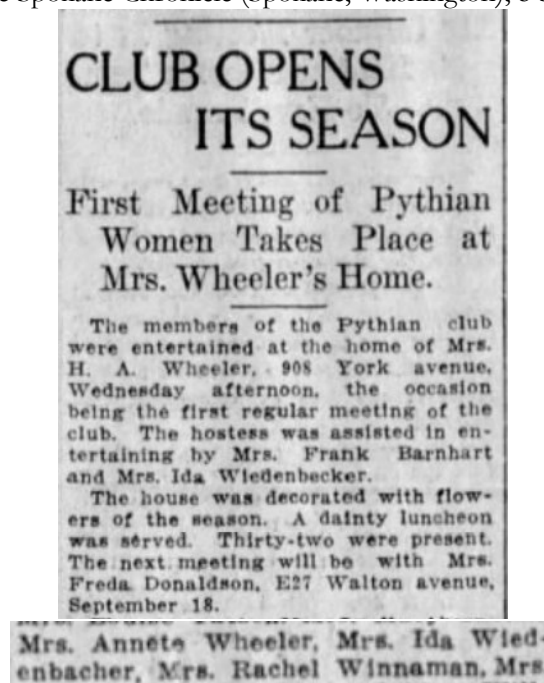 Spokane Chronicle (Spokane, Washington),
CLUB OPENS
ITS SEASON
First Meeting of Pythian
Women Takes Place at
Mrs. Wheeler's Home.
The members of the Pythian club
were entertained at the home of Mrs.
H. A. Wheeler, 908 York avenue,
Wednesday afternoon, the occasion
being the first regular meeting of the
club. The hostess was assisted in en-
tertaining by Mrs. Frank Barnhart
and Mrs. Ida Wiedenbecker.
The house was decorated with flow-
ers of the season. A dainty luncheon
was served. Thirty-two were present.
The next meeting will be with Mrs.
Freda Donaldson, E27 Walton avenue,
September 18.
Mrs. Annete Wheeler, Mrs. Ida Wied-
enbacher, Mrs. Rachel Winnaman, Mrs